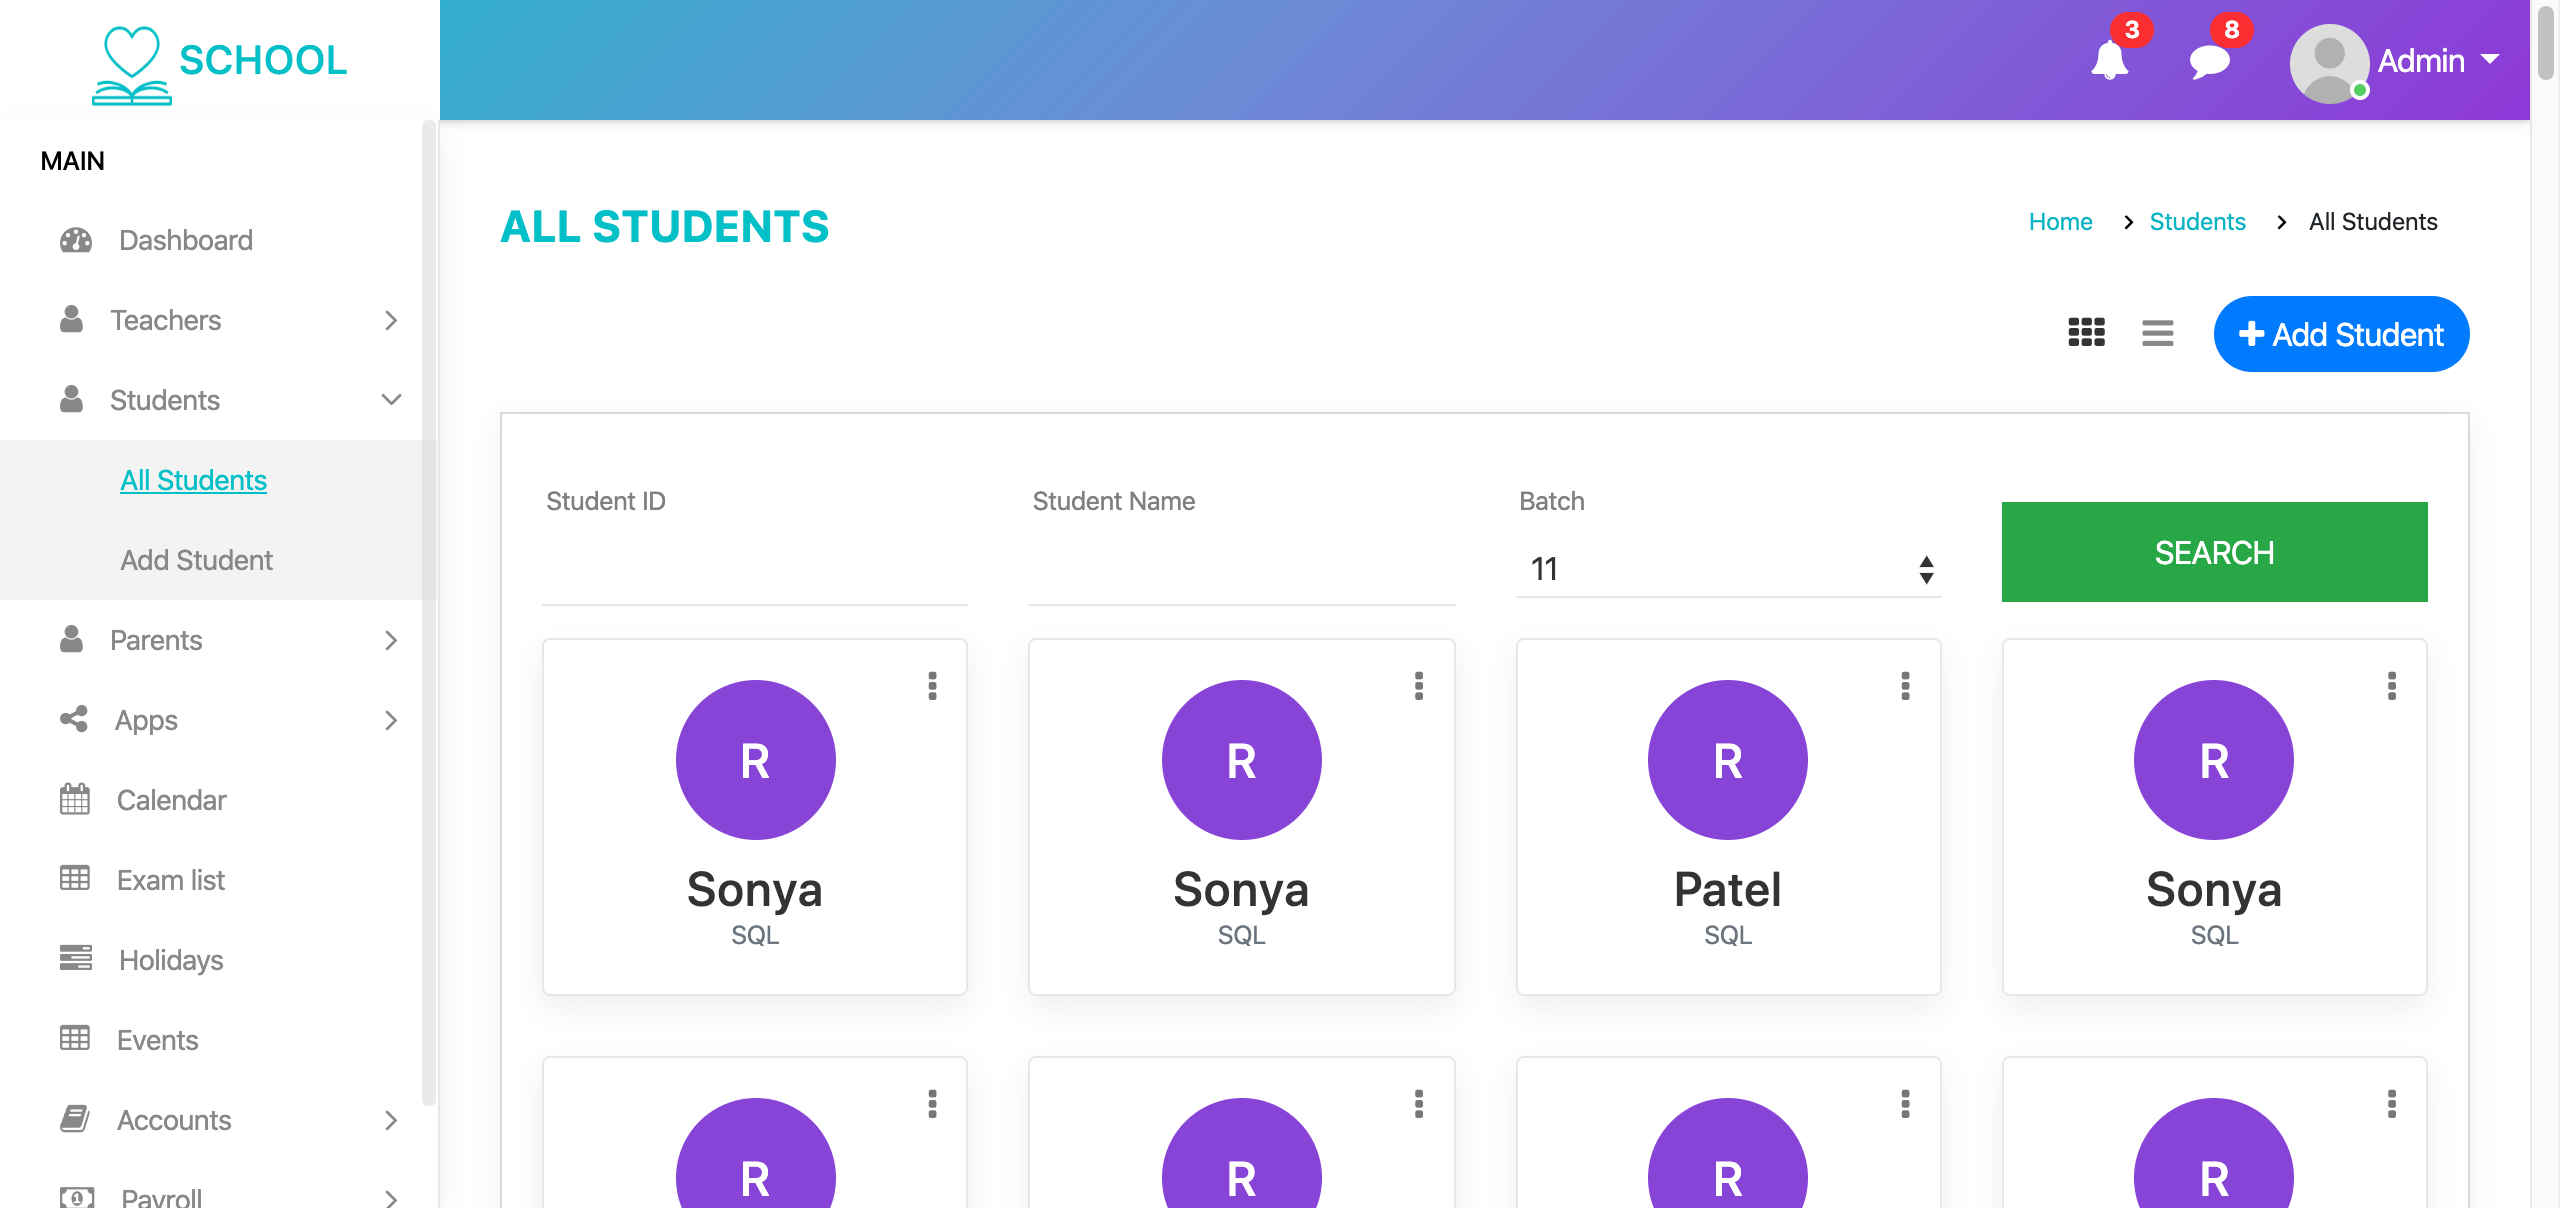 SCHOOL
3
8
Admin
MAIN
Dashboard
Teachers
Students
All Students
Add Student
Parents
Apps
Calendar
Exam list
Holidays
Events
Accounts
Payroll
ALL STUDENTS
Home
Students
All Students
Add Student
Student ID
Student Name
Batch
11
SEARCH
R
Sonya
SQL
R
Sonya
SQL
R
Patel
SQL
R
Sonya
SQL
R
R
R
R